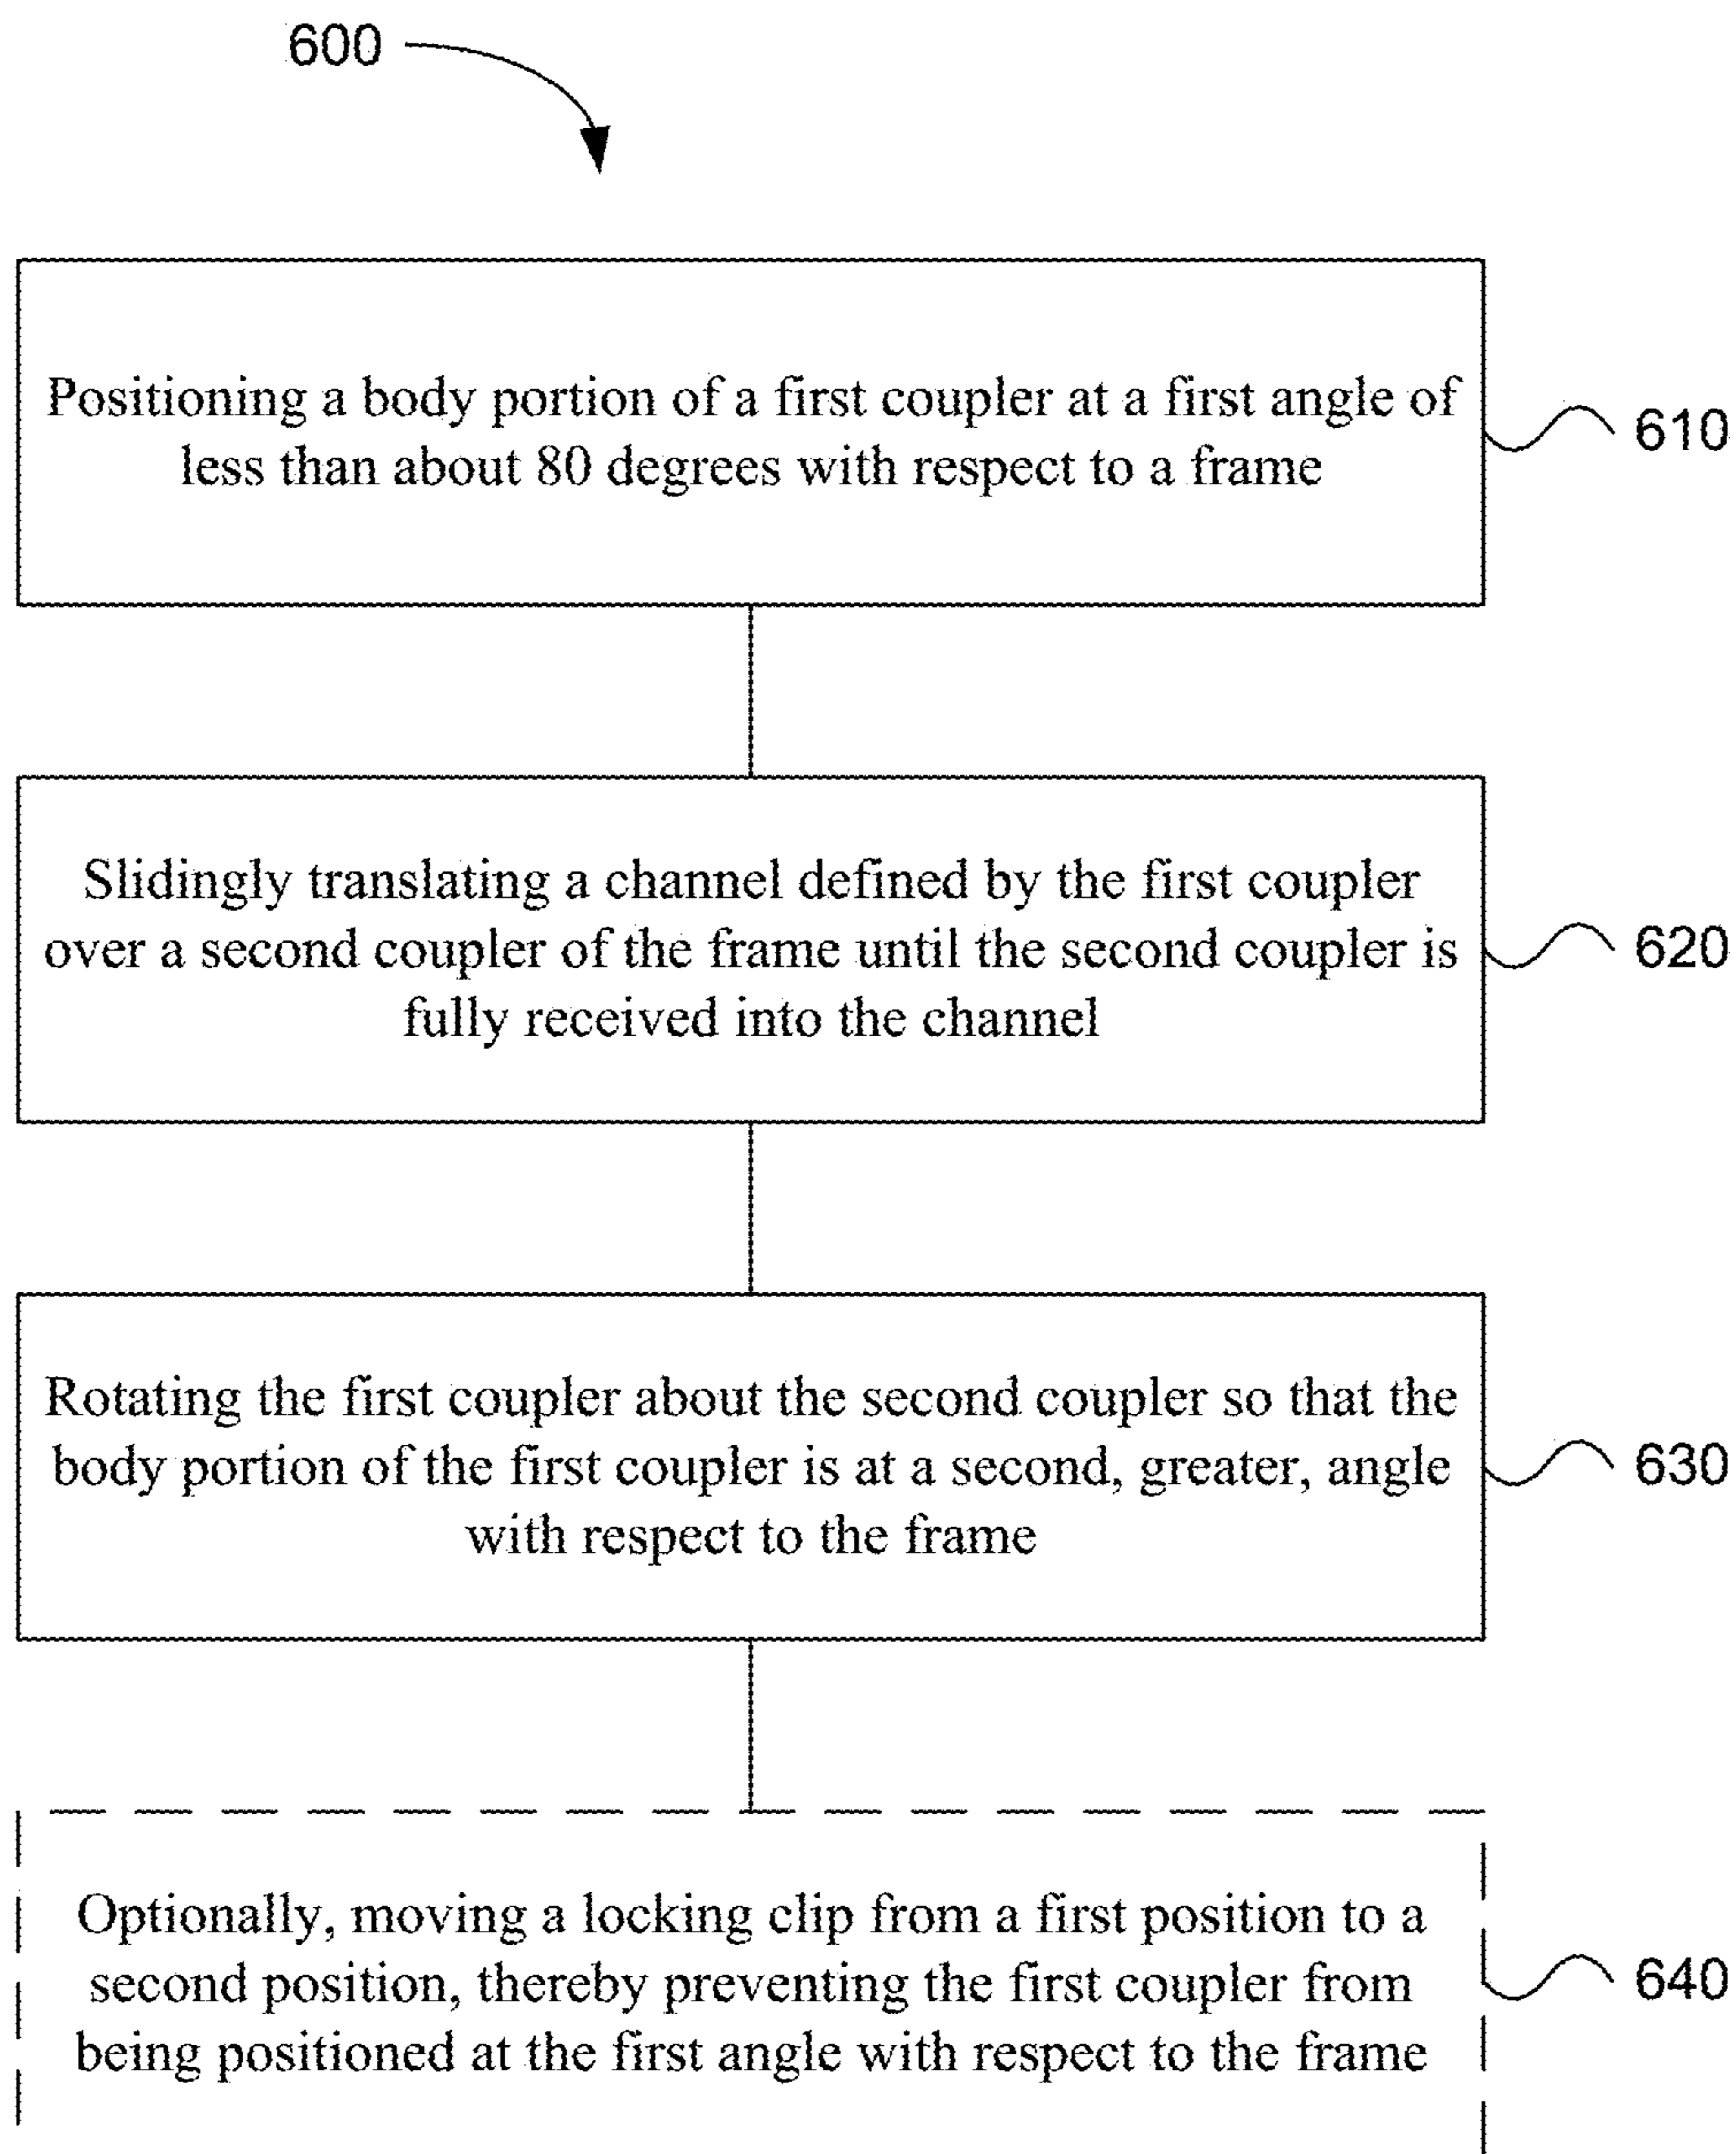 600
Positioning a body portion of a first coupler at a first angle of
less than about 80 degrees with respect to a frame
610
Slidingly translating a channel defined by the first coupler
over a second coupler of the frame until the second coupler is
fully received into the channel
620
Rotating the first coupler about the second coupler so that the
body portion of the first coupler is at a second, greater, angle
with respect to the frame
630
Optionally, moving a locking clip from a first position to a
second position, thereby preventing the first coupler from
being positioned at the first angle with respect to the frame
640